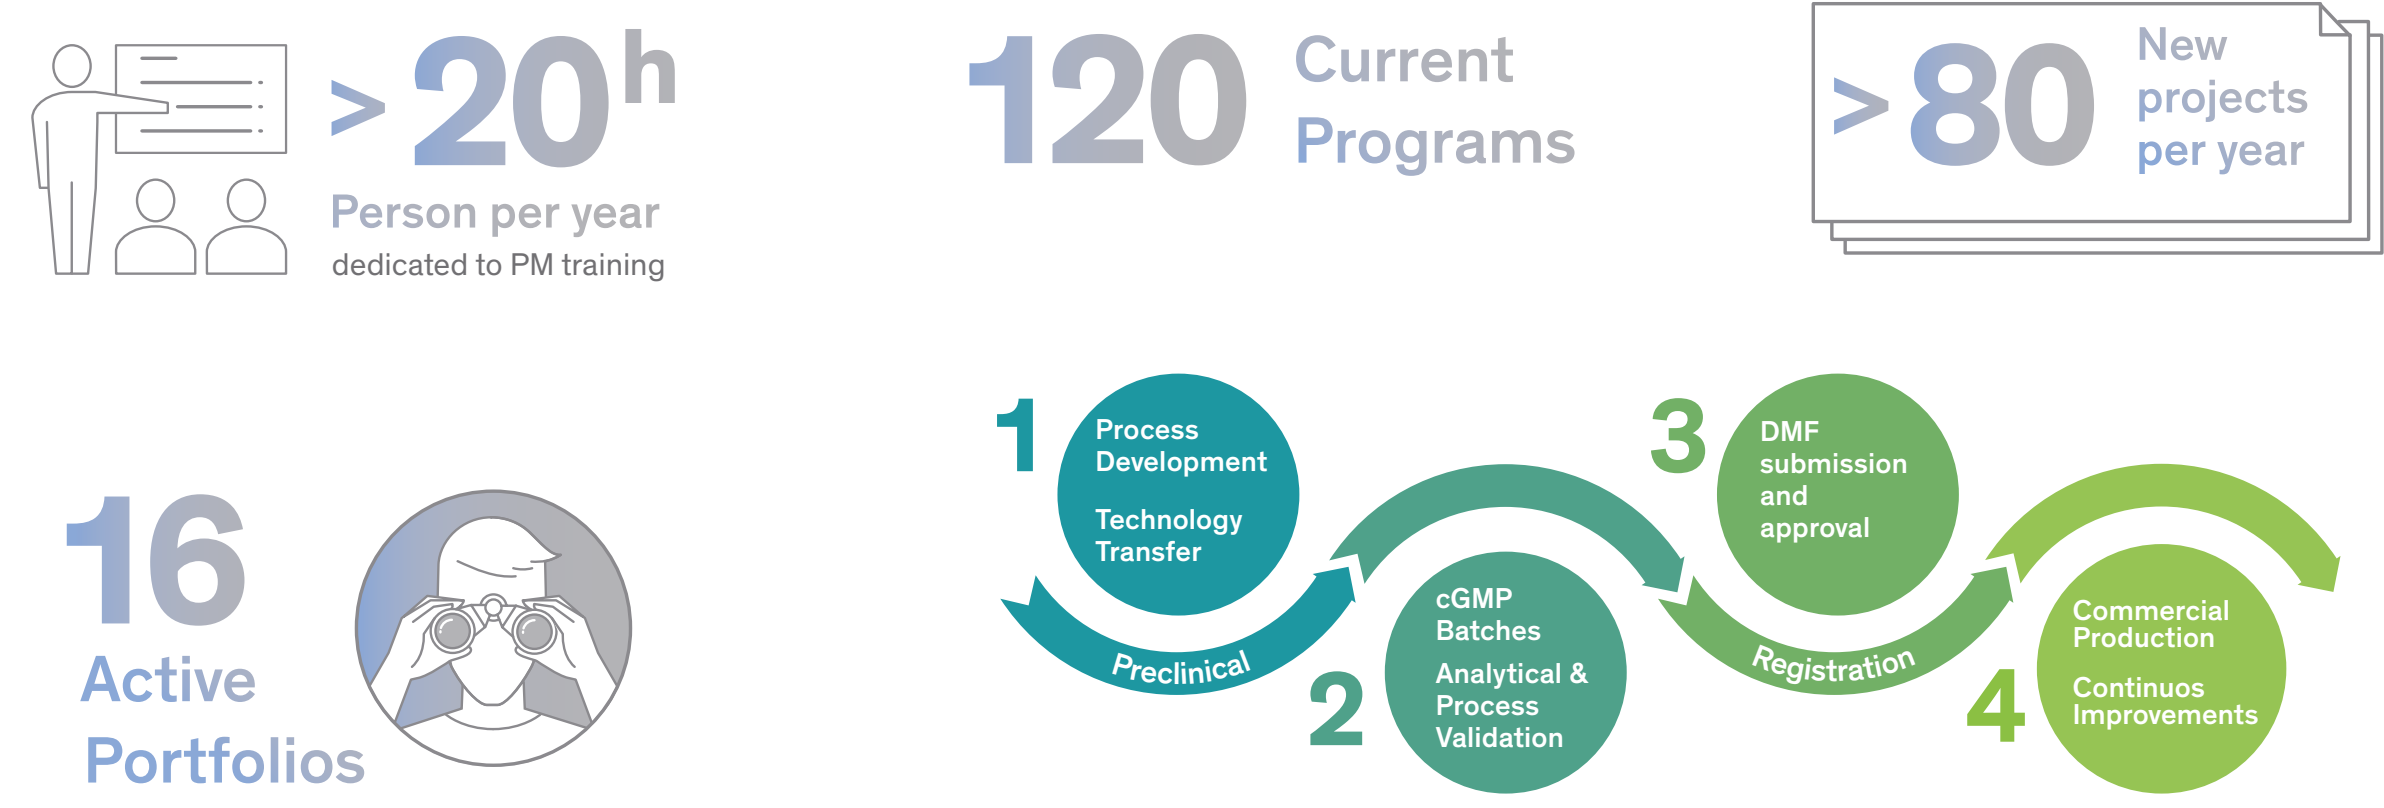 > 20h
Person per year
dedicated to PM training
120
Current
Programs
> 80
New
projects
per year
16
Active
Portfolios
1
Process
Development
Technology
Transfer
Preclinical
2
cGMP
Batches
Analytical &
Process
Validation
3
DMF
submission
and
approval
Registration
4
Commercial
Production
Continuos
Improvements